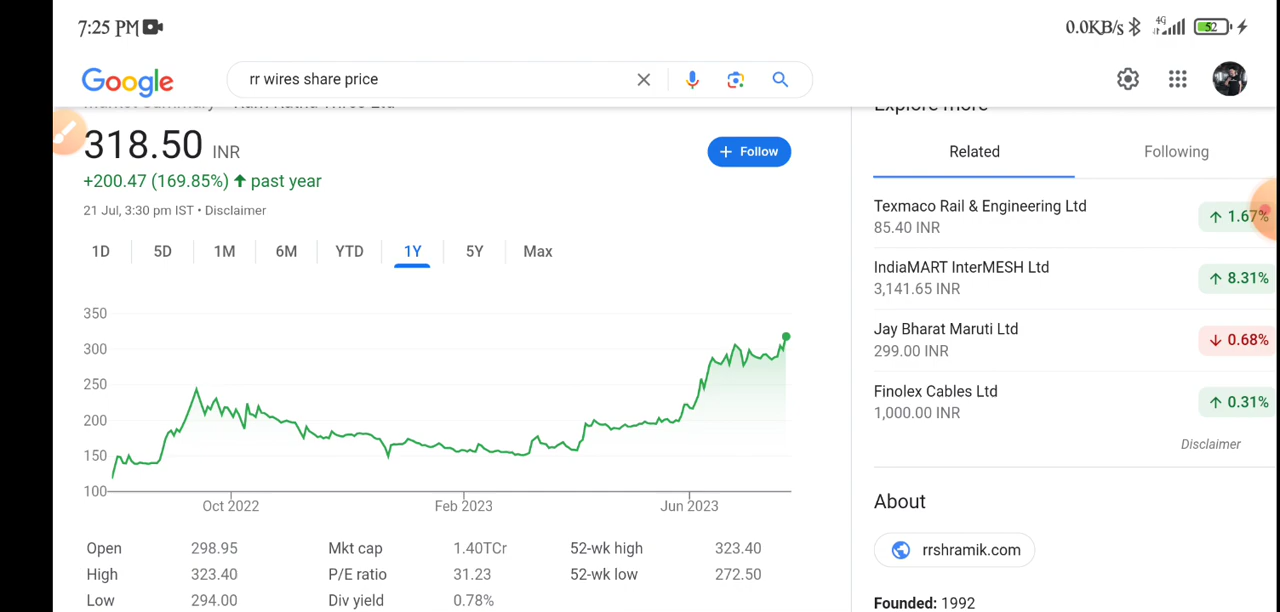 7:25 PM
0.0KB/s 4G 52
Google
rr wires share price
318.50 INR
+ Follow
+200.47 (169.85%) ↑ past year
21 Jul, 3:30 pm IST • Disclaimer
1D 5D 1M 6M YTD 1Y 5Y Max
350
300
250
200
150
100
Oct 2022 Feb 2023 Jun 2023
Open 298.95 Mkt cap 1.40TCr 52-wk high 323.40
High 323.40 P/E ratio 31.23 52-wk low 272.50
Low 294.00 Div yield 0.78%
Explore more
Related Following
Texmaco Rail & Engineering Ltd
85.40 INR
↑ 1.67%
IndiaMART InterMESH Ltd
3,141.65 INR
↑ 8.31%
Jay Bharat Maruti Ltd
299.00 INR
↓ 0.68%
Finolex Cables Ltd
1,000.00 INR
↑ 0.31%
Disclaimer
About
rrshramik.com
Founded: 1992